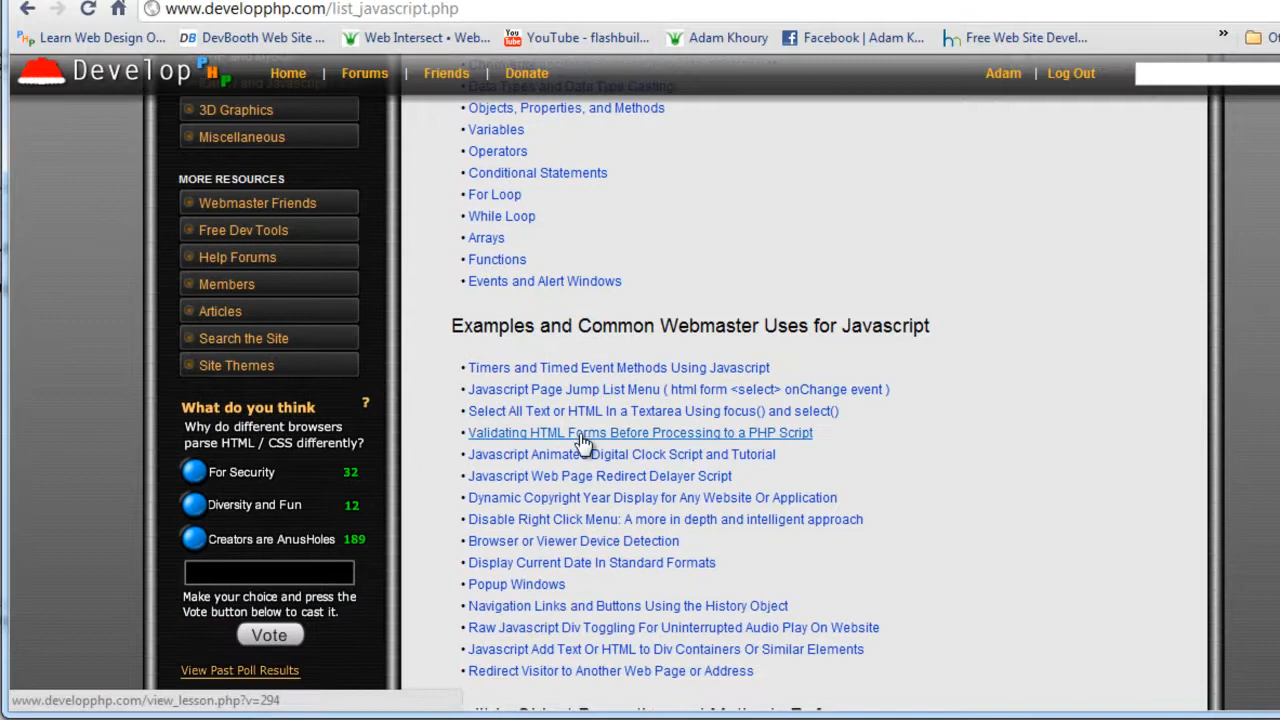 www.developphp.com/list_javascript.php
Learn Web Design O... DevBooth Web Site ... Web Intersect • Web... YouTube - flashbuil... Adam Khoury Facebook | Adam K... Free Web Site Devel... » Ot
Develop PHP Home | Forums | Friends | Donate Adam | Log Out
Data Types and Data Type Casting
3D Graphics
• Objects, Properties, and Methods
Miscellaneous
• Variables
• Operators
MORE RESOURCES
• Conditional Statements
Webmaster Friends
• For Loop
Free Dev Tools
• While Loop
Help Forums
• Arrays
Members
• Functions
Articles
• Events and Alert Windows
Search the Site
Site Themes
Examples and Common Webmaster Uses for Javascript
• Timers and Timed Event Methods Using Javascript
• Javascript Page Jump List Menu ( html form <select> onChange event )
• Select All Text or HTML In a Textarea Using focus() and select()
• Validating HTML Forms Before Processing to a PHP Script
• Javascript Animated Digital Clock Script and Tutorial
• Javascript Web Page Redirect Delayer Script
• Dynamic Copyright Year Display for Any Website Or Application
• Disable Right Click Menu: A more in depth and intelligent approach
• Browser or Viewer Device Detection
• Display Current Date In Standard Formats
• Popup Windows
• Navigation Links and Buttons Using the History Object
• Raw Javascript Div Toggling For Uninterrupted Audio Play On Website
• Javascript Add Text Or HTML to Div Containers Or Similar Elements
• Redirect Visitor to Another Web Page or Address
What do you think ?
Why do different browsers
parse HTML / CSS differently?
For Security 32
Diversity and Fun 12
Creators are AnusHoles 189
Make your choice and press the
Vote button below to cast it.
Vote
View Past Poll Results
www.developphp.com/view_lesson.php?v=294